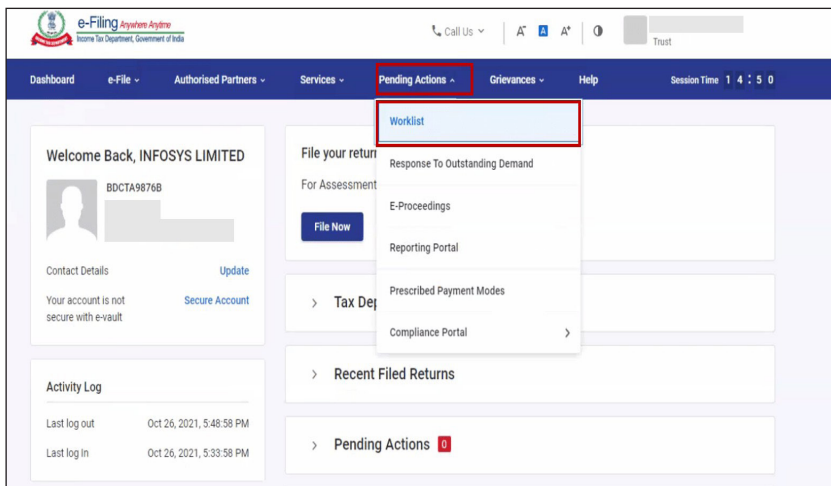 e-Filing Anywhere Anytime
Income Tax Department, Government of India
Call Us
A-
A
A+
Trust
Dashboard e-File Authorised Partners Services Pending Actions Grievances Help Session Time 1 4 : 5 0
Worklist
Response To Outstanding Demand
E-Proceedings
Reporting Portal
Prescribed Payment Modes
Compliance Portal
Welcome Back, INFOSYS LIMITED
BDCTA9876B
Contact Details Update
Your account is not Secure Account
secure with e-vault
Activity Log
Last log out Oct 26, 2021, 5:48:58 PM
Last log In Oct 26, 2021, 5:33:58 PM
File your return
For Assessment
File Now
Tax Dep
Recent Filed Returns
Pending Actions 0